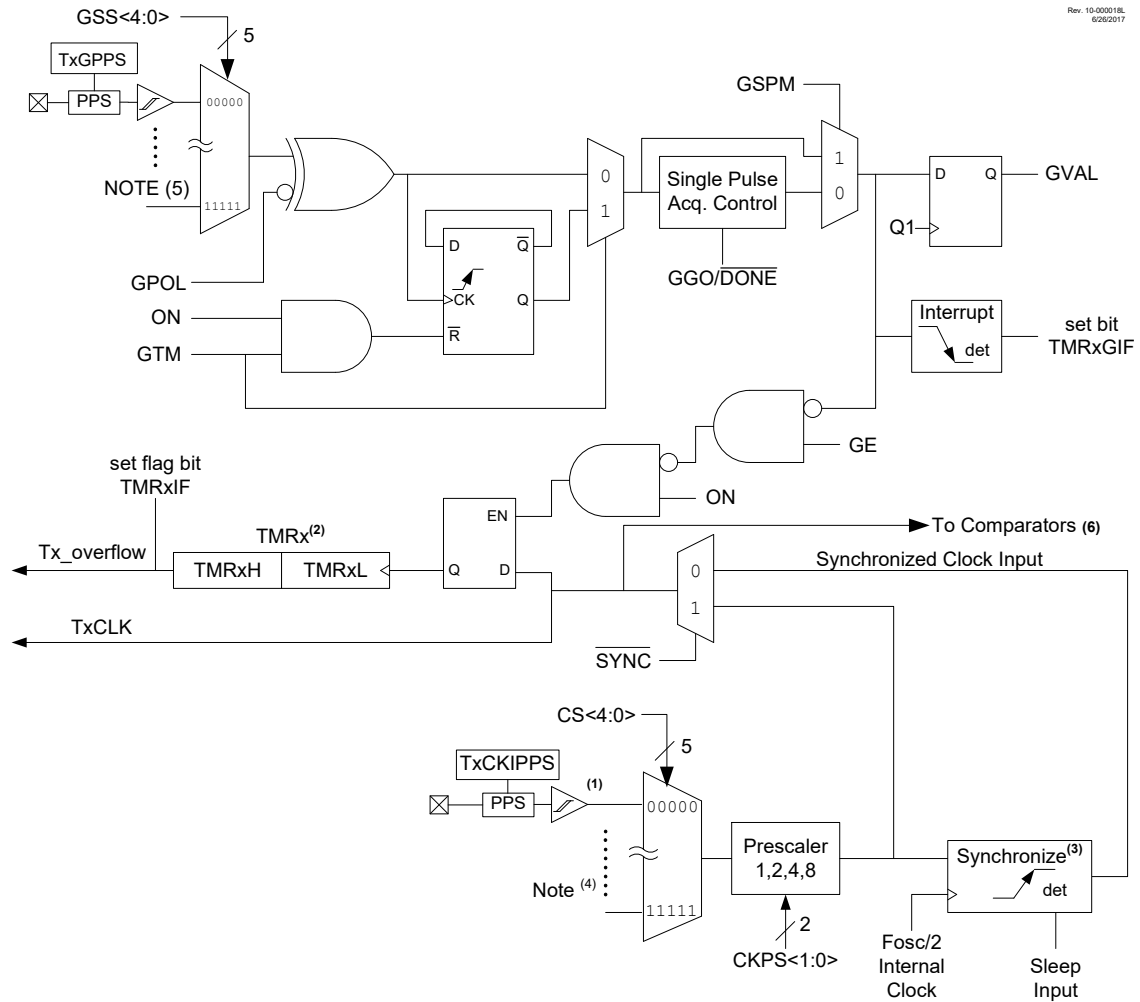 Rev. 10-000018L
6/26/2017
GSS<4:0>
5
TxGPPS
PPS
00000
NOTE (5)
11111
GPOL
ON
GTM
D
Q
CK
Q
R
0
1
Single Pulse
Acq. Control
GGO/DONE
GSPM
1
0
D
Q
Q1
GVAL
Interrupt
det
set bit
TMRxGIF
GE
ON
set flag bit
TMRxIF
Tx_overflow
TMRx(2)
TMRxH
TMRxL
EN
Q
D
TxCLK
To Comparators (6)
Synchronized Clock Input
0
1
SYNC
CS<4:0>
5
TxCKIPPS
PPS
(1)
00000
Note (4)
11111
Prescaler
1,2,4,8
2
CKPS<1:0>
Synchronize(3)
det
Fosc/2
Internal
Clock
Sleep
Input